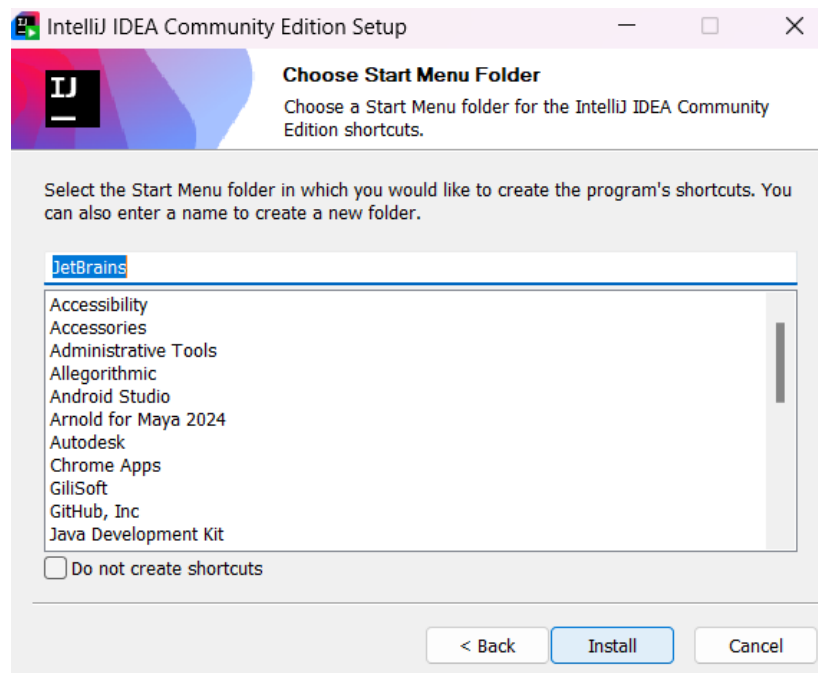 IntelliJ IDEA Community Edition Setup
IJ
Choose Start Menu Folder
Choose a Start Menu folder for the IntelliJ IDEA Community
Edition shortcuts.
Select the Start Menu folder in which you would like to create the program's shortcuts. You
can also enter a name to create a new folder.
JetBrains
Accessibility
Accessories
Administrative Tools
Allegorithmic
Android Studio
Arnold for Maya 2024
Autodesk
Chrome Apps
GiliSoft
GitHub, Inc
Java Development Kit
Do not create shortcuts
< Back
Install
Cancel